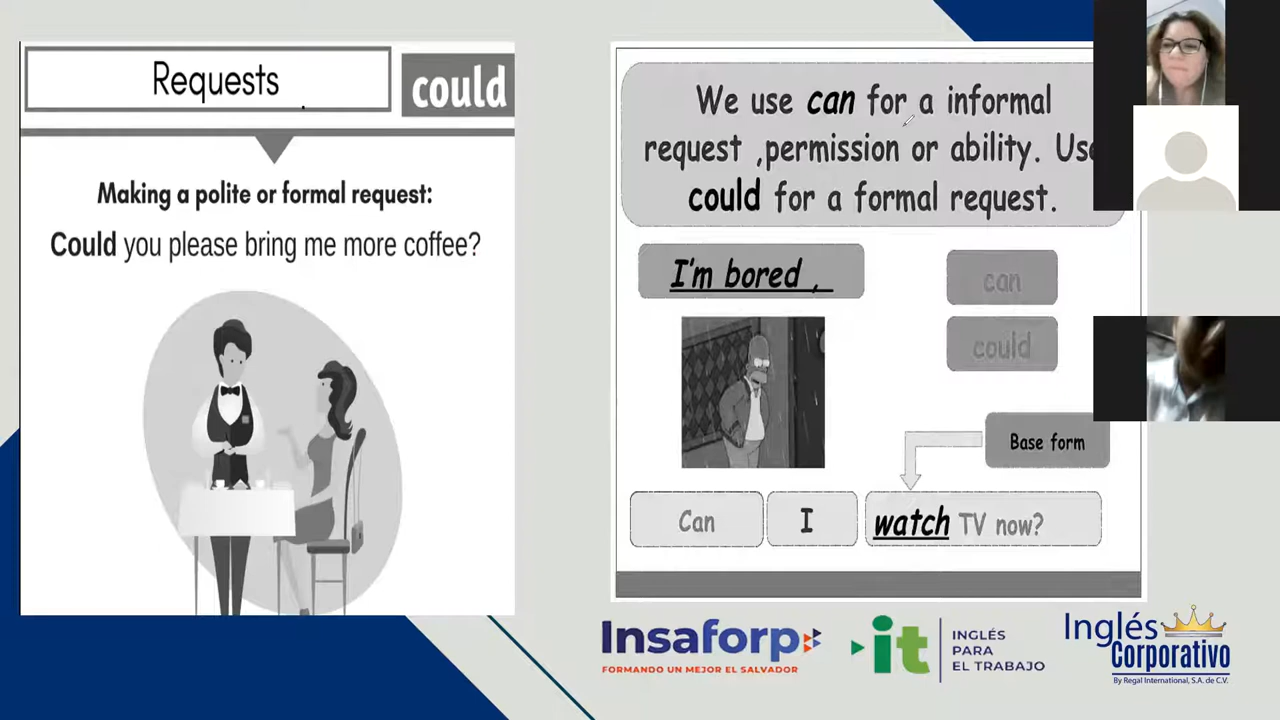 Requests
could
Making a polite or formal request:
Could you please bring me more coffee?
We use can for a informal
request ,permission or ability. Use
could for a formal request.
I'm bored ,
can
could
Base form
Can
I
watch TV now?
Insaforp
FORMANDO UN MEJOR EL SALVADOR
it
INGLÉS
PARA
EL TRABAJO
Inglés
Corporativo
By Regal International, S.A. de C.V.